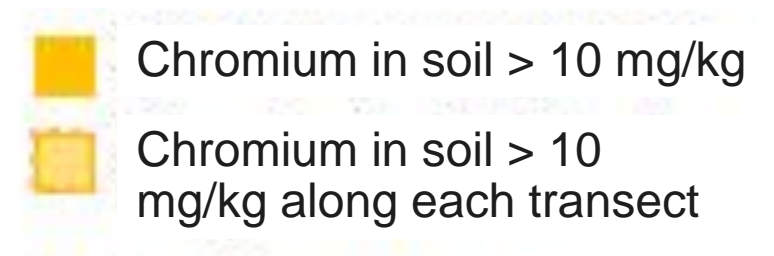 Chromium in soil > 10 mg/kg
Chromium in soil > 10
mg/kg along each transect